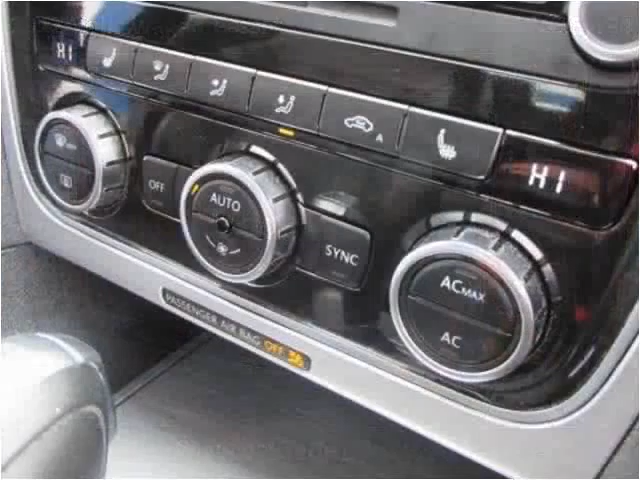 HI
A
HI
OFF
AUTO
SYNC
AC MAX
AC
PASSENGER AIR BAG OFF